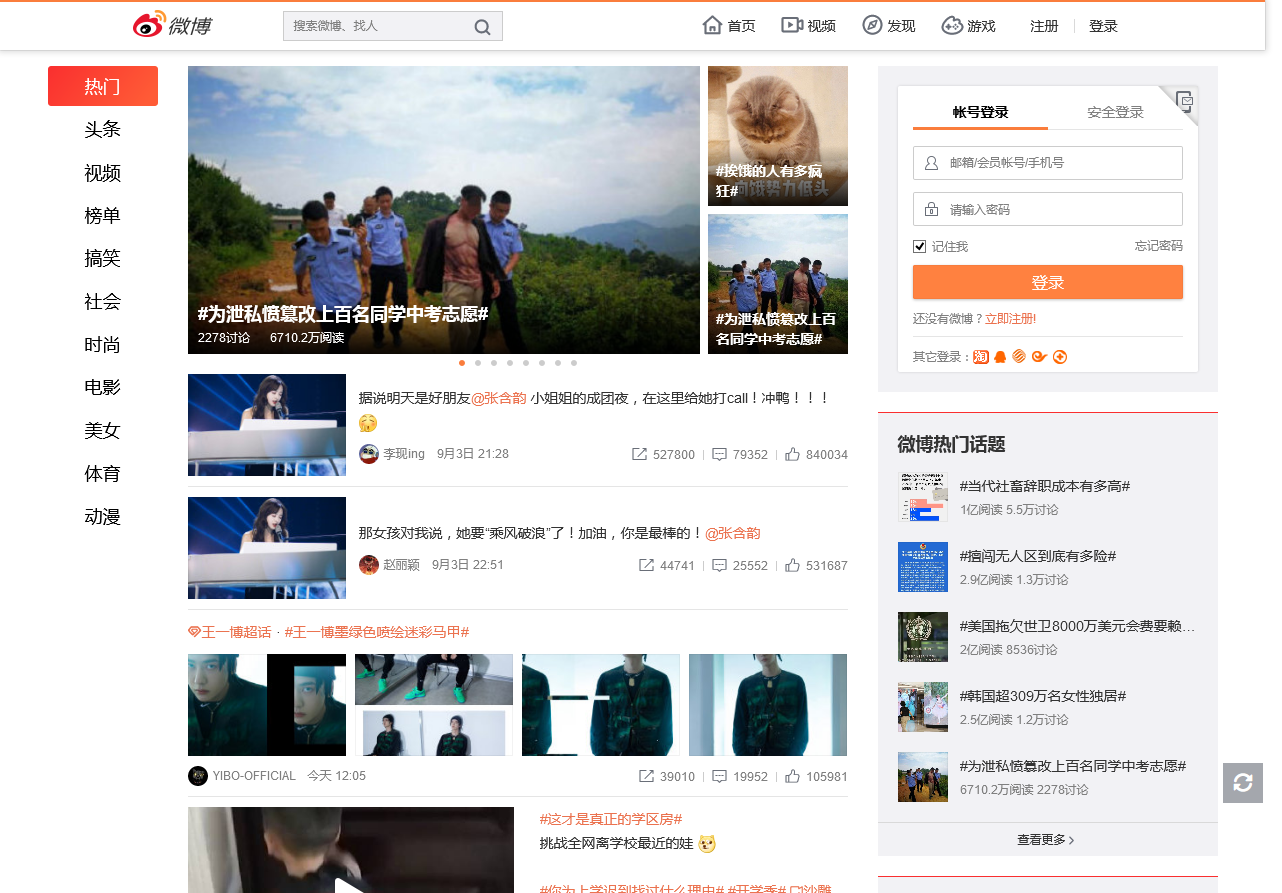 微博
搜索微博、找人
首页
视频
发现
游戏
注册
登录
热门
头条
视频
榜单
搞笑
社会
时尚
电影
美女
体育
动漫
#为泄私愤篡改上百名同学中考志愿#
2278讨论 6710.2万阅读
#挨饿的人有多疯
狂#
#为泄私愤篡改上百
名同学中考志愿#
据说明天是好朋友@张含韵 小姐姐的成团夜，在这里给她打call！冲鸭！！！
李现ing 9月3日 21:28 527800 79352 840034
那女孩对我说，她要“乘风破浪”了！加油，你是最棒的！@张含韵
赵丽颖 9月3日 22:51 44741 25552 531687
王一博超话 · #王一博墨绿色喷绘迷彩马甲#
YIBO-OFFICIAL 今天 12:05 39010 19952 105981
#这才是真正的学区房#
挑战全网离学校最近的娃
#你为上学迟到找过什么理由# #开学季# 口沙雕
帐号登录 安全登录
邮箱/会员帐号/手机号
请输入密码
记住我 忘记密码
登录
还没有微博？立即注册!
其它登录：
淘
微博热门话题
#当代社畜辞职成本有多高#
1亿阅读 5.5万讨论
#擅闯无人区到底有多险#
2.9亿阅读 1.3万讨论
#美国拖欠世卫8000万美元会费要赖…
2亿阅读 8536讨论
#韩国超309万名女性独居#
2.5亿阅读 1.2万讨论
#为泄私愤篡改上百名同学中考志愿#
6710.2万阅读 2278讨论
查看更多